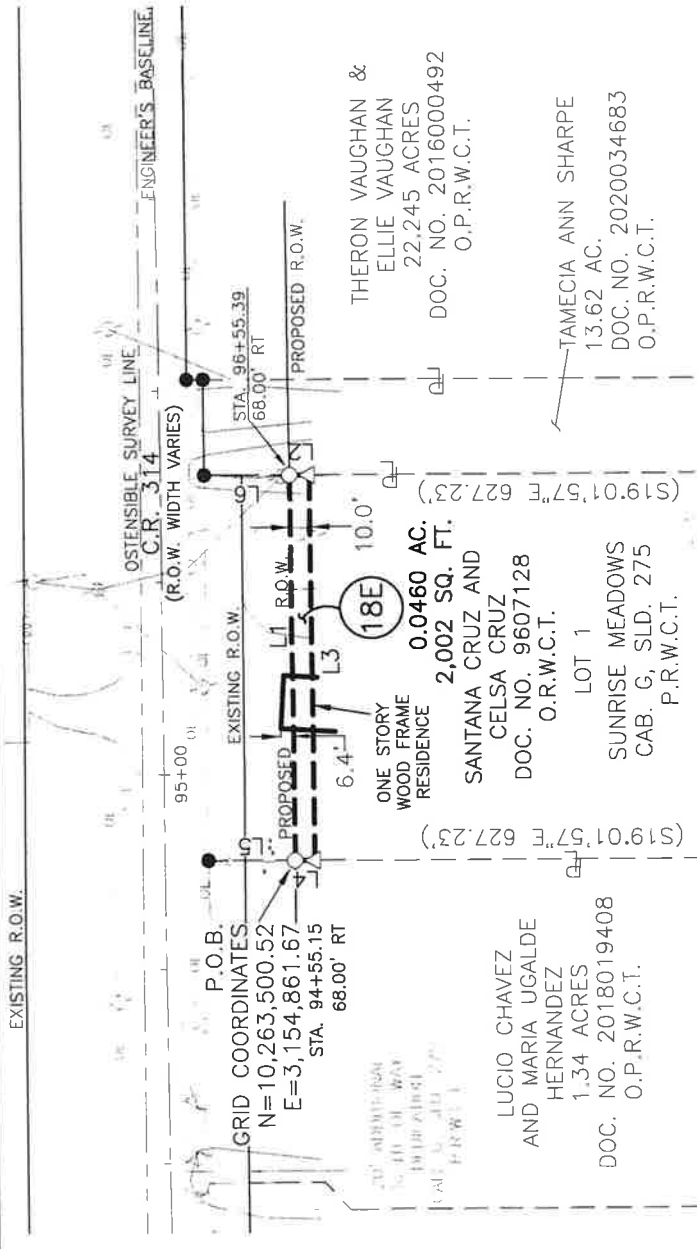 EXISTING R.O.W.
OSTENSIBLE SURVEY LINE
C.R. 314
(R.O.W. WIDTH VARIES)
ENGINEER'S BASELINE
95+00
EXISTING R.O.W.
P.O.B.
GRID COORDINATES
N=10,263,500.52
E=3,154,861.67
STA. 94+55.15
68.00' RT
L5
L4
PROPOSED R.O.W.
L1
L3
L6
L2
STA. 96+55.39
68.00' RT
PROPOSED R.O.W.
6.4'
10.0'
18E
ONE STORY
WOOD FRAME
RESIDENCE
0.0460 AC.
2,002 SQ. FT.
SANTANA CRUZ AND
CELSA CRUZ
DOC. NO. 9607128
O.R.W.C.T.
LOT 1
SUNRISE MEADOWS
CAB. G, SLD. 275
P.R.W.C.T.
(S19°01'57"E 627.23')
(S19°01'57"E 627.23')
20' ADDITIONAL
OF WAY
LUCIO CHAVEZ
AND MARIA UGALDE
HERNANDEZ
1.34 ACRES
DOC. NO. 2018019408
O.P.R.W.C.T.
THERON VAUGHAN &
ELLIE VAUGHAN
22.245 ACRES
DOC. NO. 2016000492
O.P.R.W.C.T.
TAMECIA ANN SHARPE
13.62 AC.
DOC. NO. 2020034683
O.P.R.W.C.T.